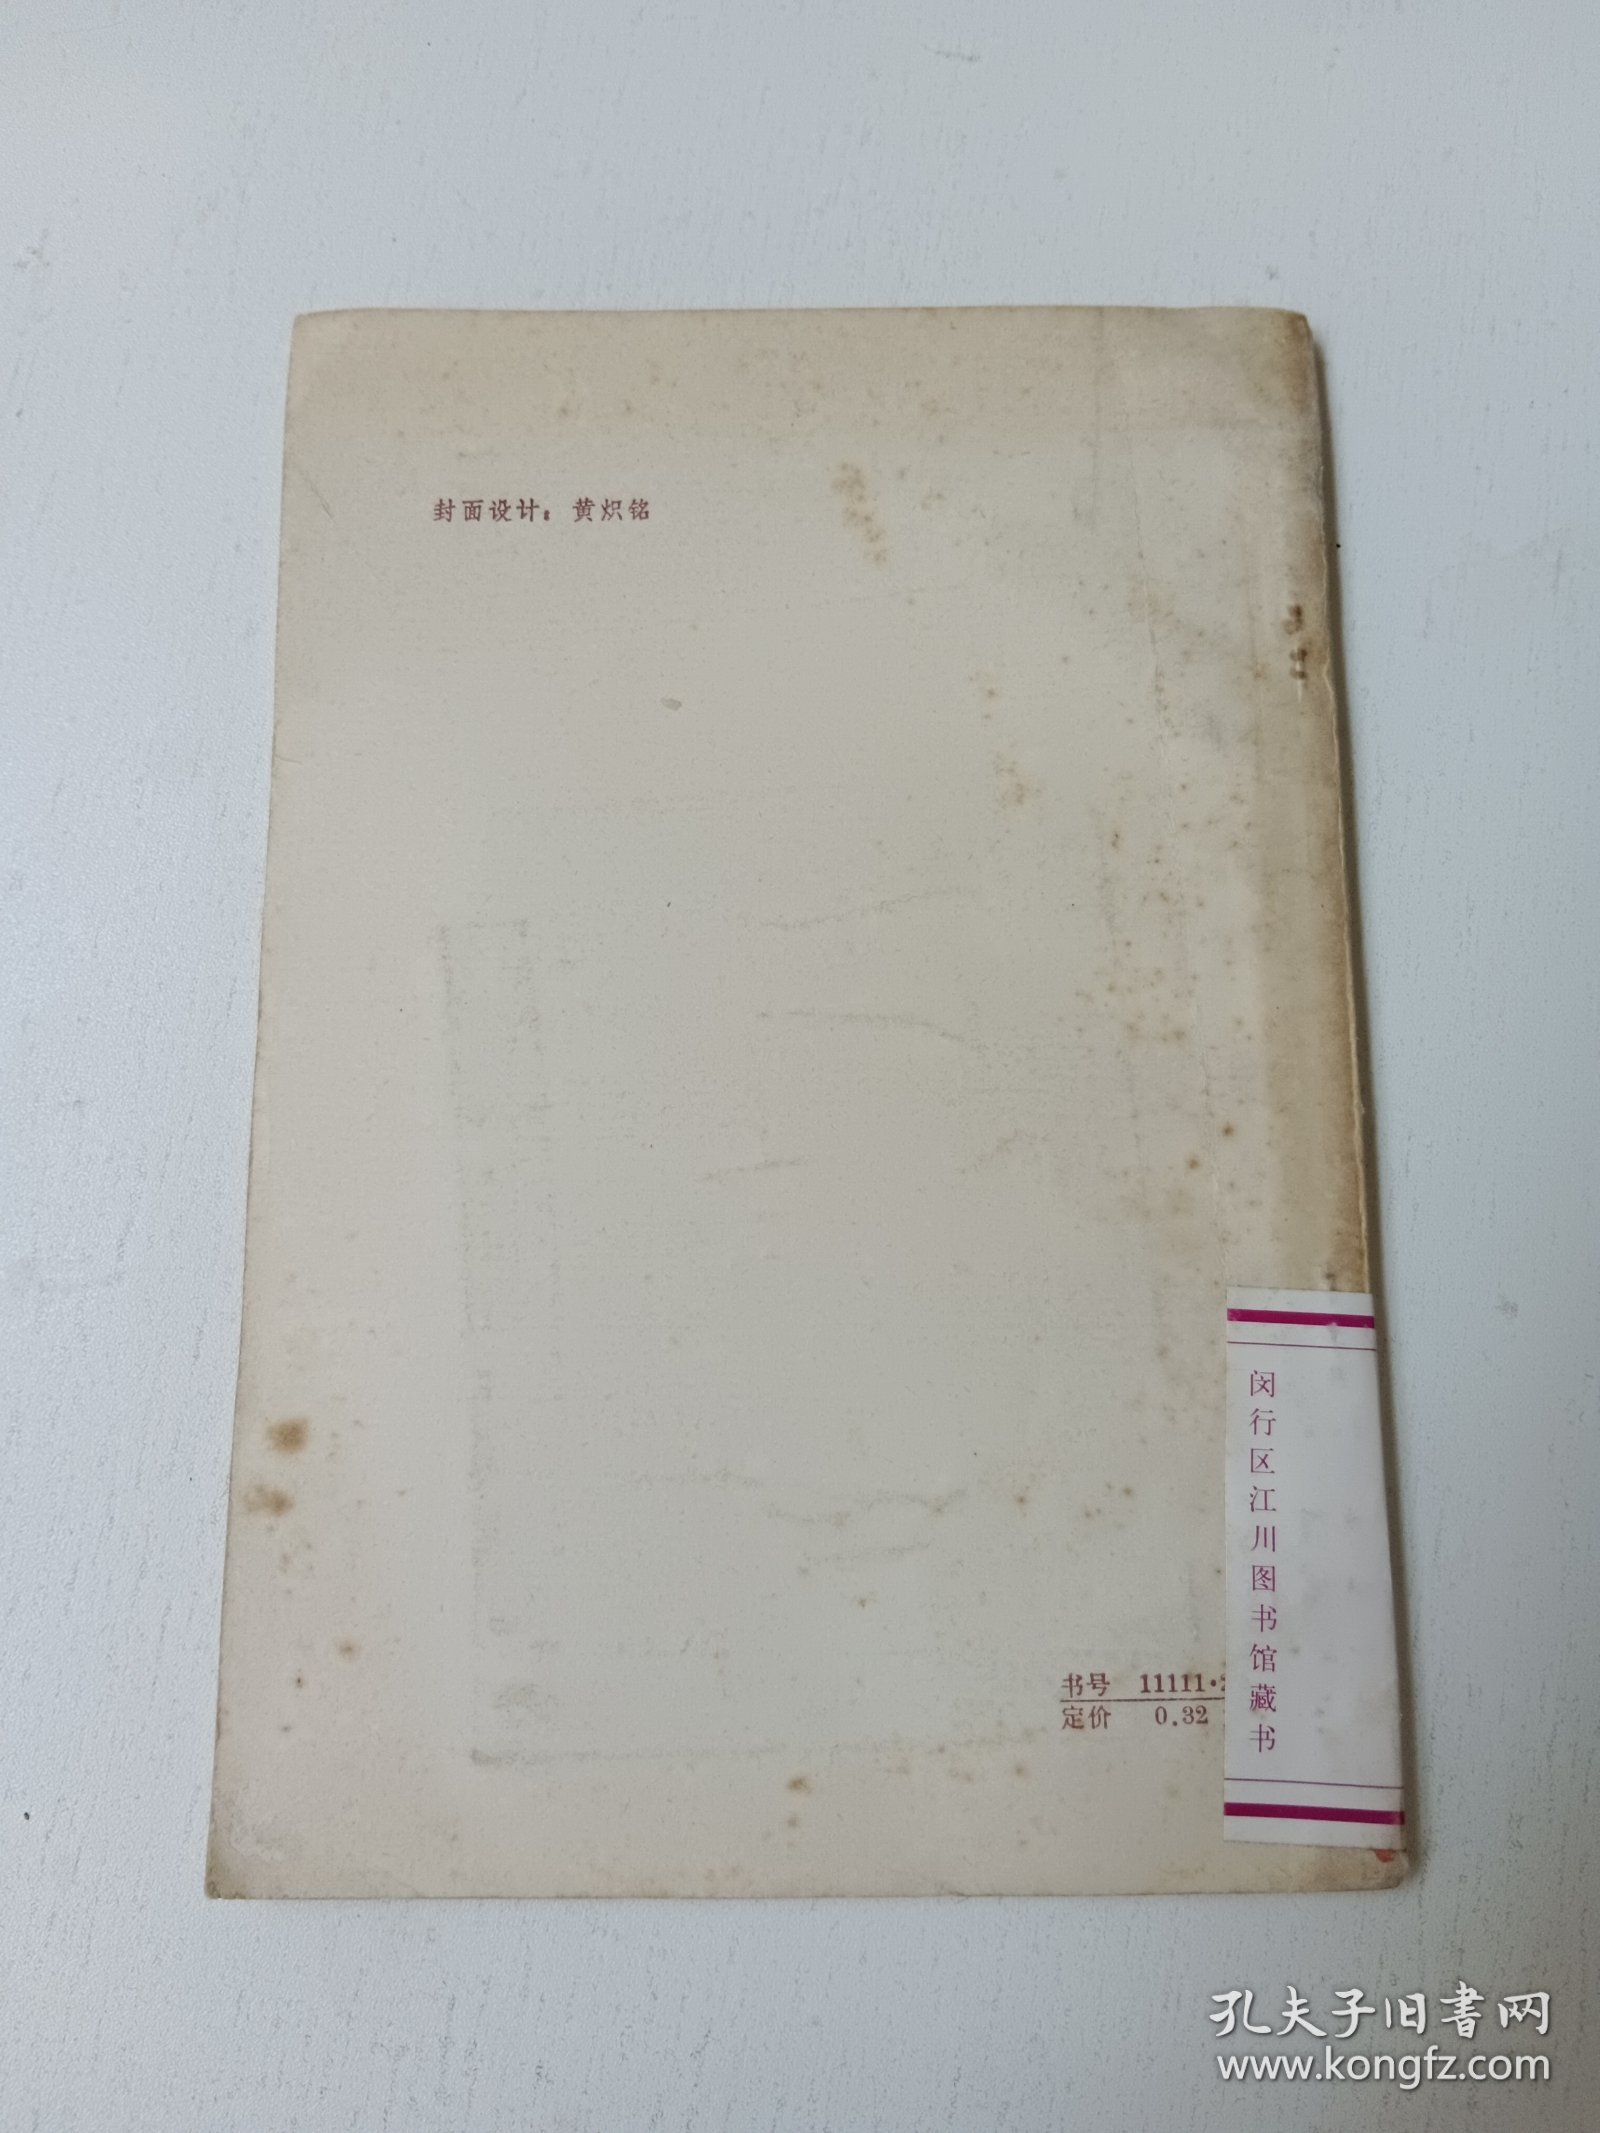 封面设计：黄炽铭
书号 11111·
定价 0.32
闵行区江川图书馆藏书
孔夫子旧書网
www.kongfz.com